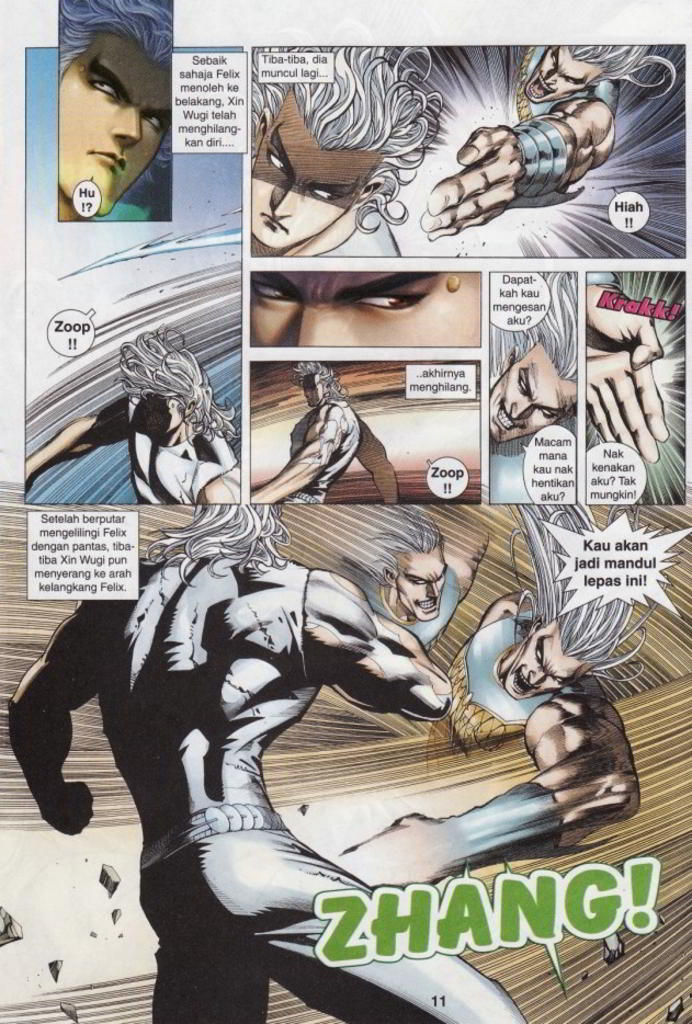 Sebaik
sahaja Felix
menoleh ke
belakang, Xin
Wugi telah
menghilang-
kan diri....
Hu
!?
Tiba-tiba, dia
muncul lagi...
Hiah
!!
Zoop
!!
..akhirnya
menghilang.
Zoop
!!
Dapat-
kah kau
mengesan
aku?
Macam
mana
kau nak
hentikan
aku?
Krakk!
Nak
kenakan
aku? Tak
mungkin!
Setelah berputar
mengelilingi Felix
dengan pantas, tiba-
tiba Xin Wugi pun
menyerang ke arah
kelangkang Felix.
Kau akan
jadi mandul
lepas ini!
ZHANG!
11